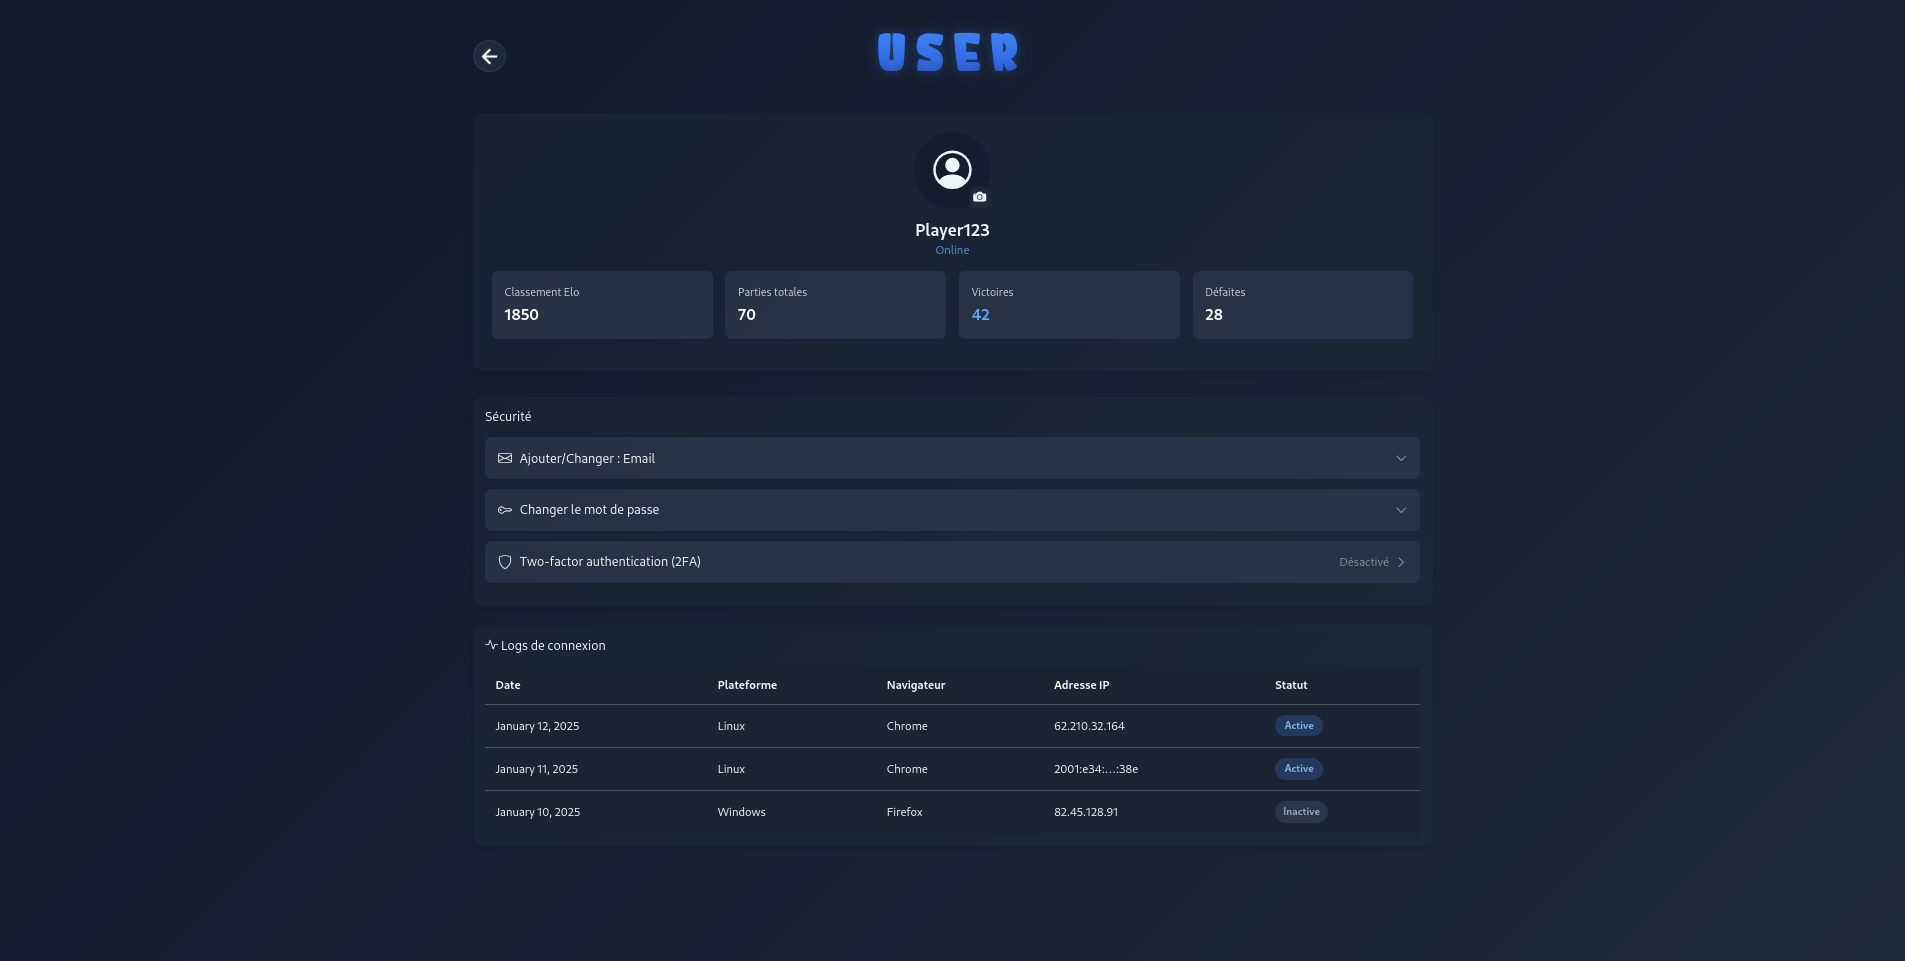 USER
Player123
Online
Classement Elo
1850
Parties totales
70
Victoires
42
Défaites
28
Sécurité
Ajouter/Changer : Email
Changer le mot de passe
Two-factor authentication (2FA) Désactivé
Logs de connexion
Date Plateforme Navigateur Adresse IP Statut
January 12, 2025 Linux Chrome 62.210.32.164 Active
January 11, 2025 Linux Chrome 2001:e34:...:38e Active
January 10, 2025 Windows Firefox 82.45.128.91 Inactive